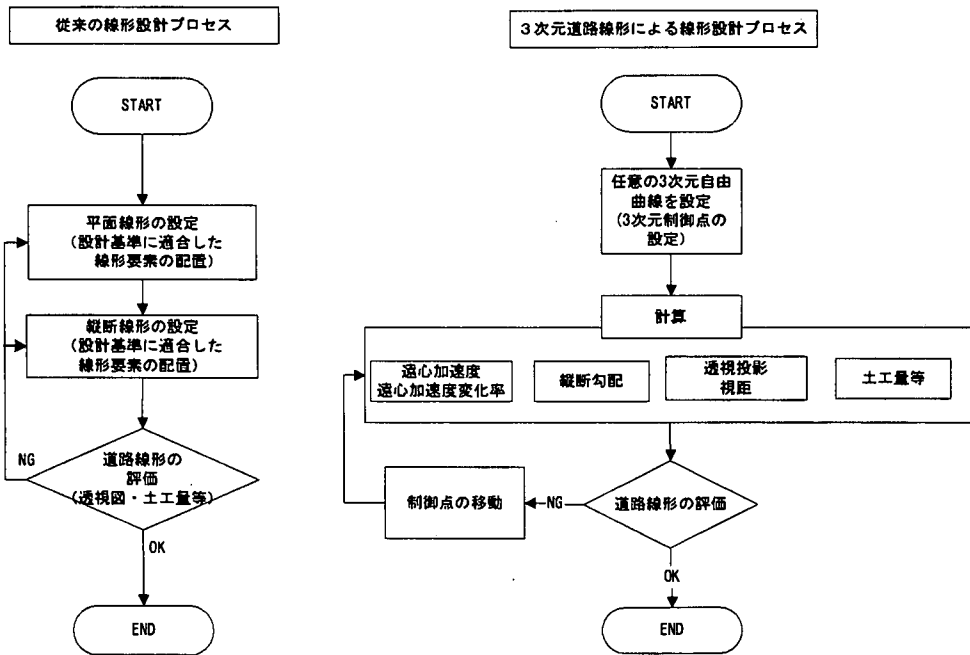 従来の線形設計プロセス
START
平面線形の設定
(設計基準に適合した
線形要素の配置)
縦断線形の設定
(設計基準に適合した
線形要素の配置)
NG
道路線形の
評価
(透視図・土工量等)
OK
END
3次元道路線形による線形設計プロセス
START
任意の3次元自由
曲線を設定
(3次元制御点の
設定)
計算
遠心加速度
遠心加速度変化率
縦断勾配
透視投影
視距
土工量等
制御点の移動
NG
道路線形の評価
OK
END